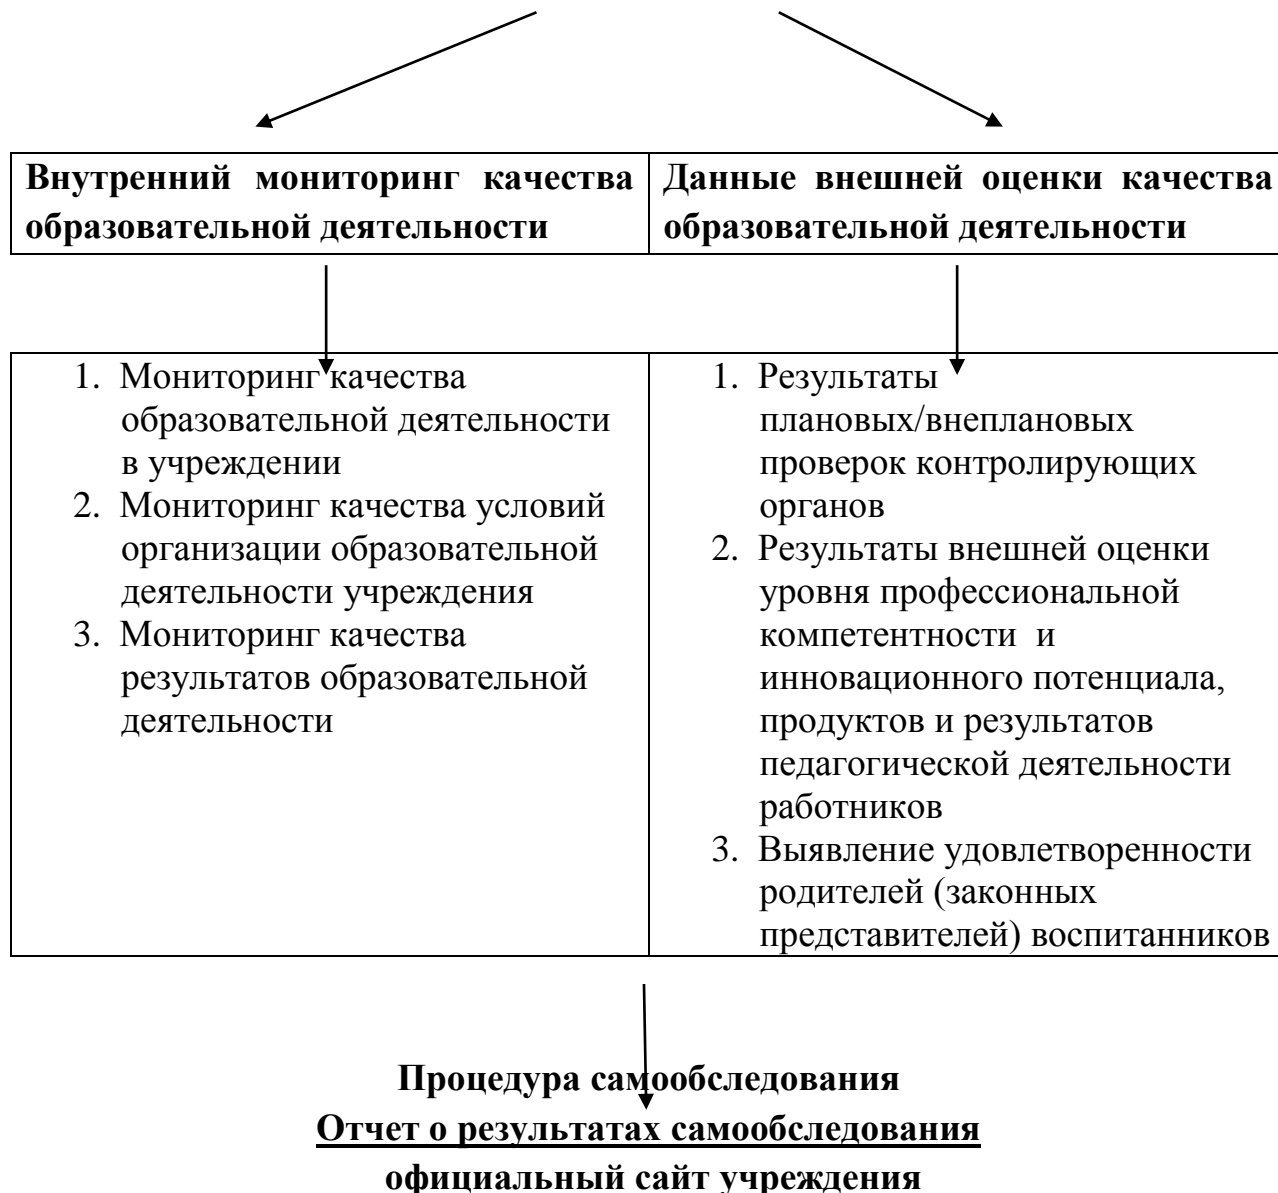 Внутренний мониторинг качества
образовательной деятельности
Данные внешней оценки качества
образовательной деятельности
1. Мониторинг качества
образовательной деятельности
в учреждении
2. Мониторинг качества условий
организации образовательной
деятельности учреждения
3. Мониторинг качества
результатов образовательной
деятельности
1. Результаты
плановых/внеплановых
проверок контролирующих
органов
2. Результаты внешней оценки
уровня профессиональной
компетентности и
инновационного потенциала,
продуктов и результатов
педагогической деятельности
работников
3. Выявление удовлетворенности
родителей (законных
представителей) воспитанников
Процедура самообследования
Отчет о результатах самообследования
официальный сайт учреждения